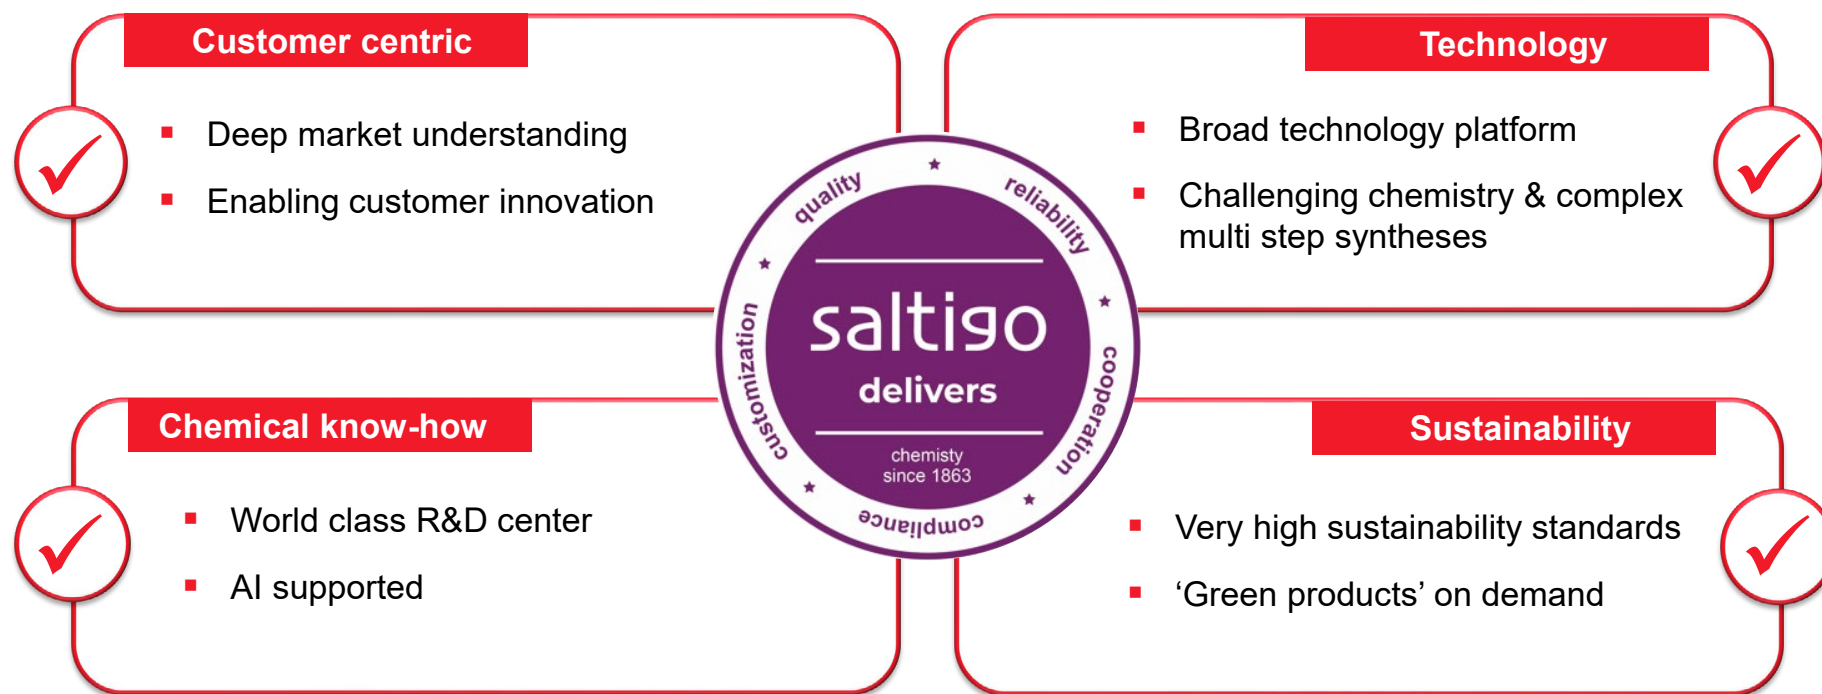 Customer centric
Deep market understanding
Enabling customer innovation
Technology
Broad technology platform
Challenging chemistry & complex
multi step syntheses
quality
reliability
cooperation
compliance
customization
saltigo
delivers
chemisty
since 1863
Chemical know-how
World class R&D center
AI supported
Sustainability
Very high sustainability standards
‘Green products’ on demand